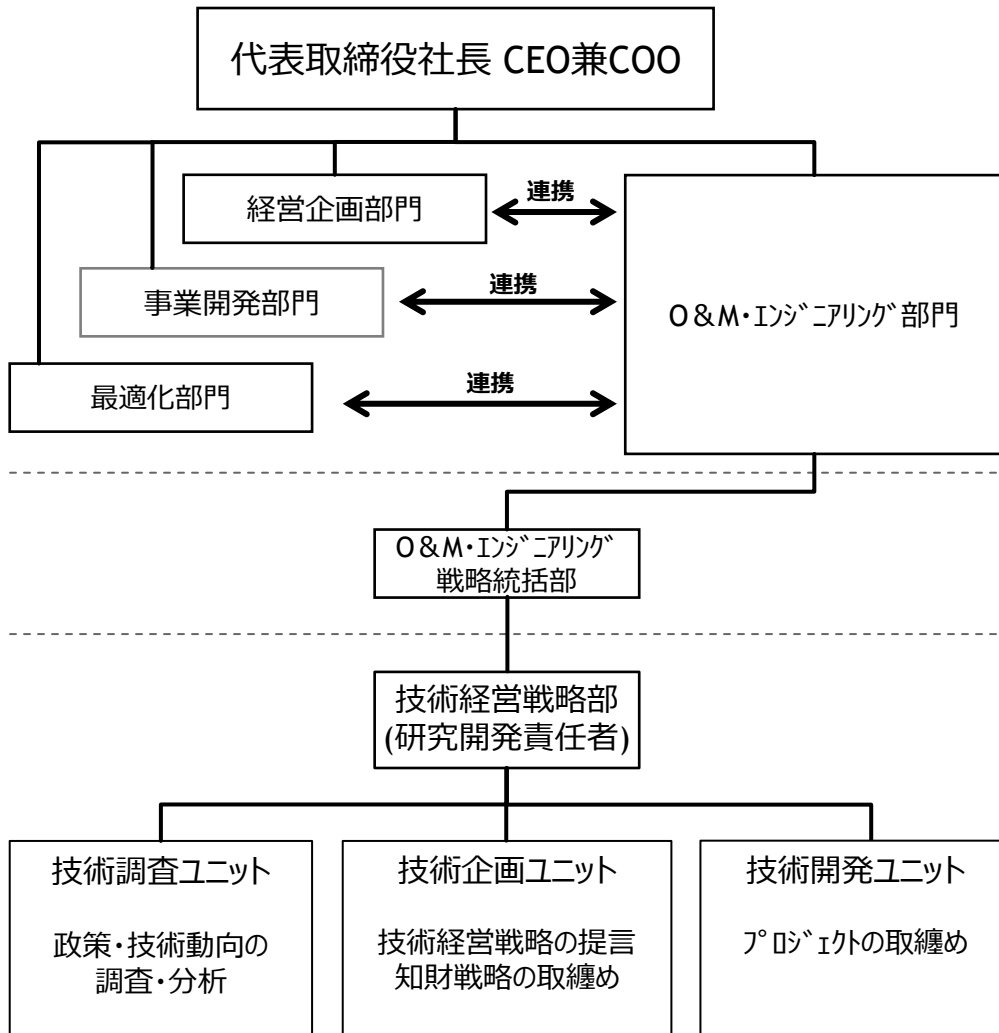 代表取締役社長 CEO兼COO
経営企画部門
連携
事業開発部門
連携
O&M・ｴﾝｼﾞﾆｱﾘﾝｸﾞ部門
最適化部門
連携
O&M・ｴﾝｼﾞﾆｱﾘﾝｸﾞ
戦略統括部
技術経営戦略部
(研究開発責任者)
技術調査ユニット
政策・技術動向の
調査・分析
技術企画ユニット
技術経営戦略の提言
知財戦略の取纏め
技術開発ユニット
ﾌﾟﾛｼﾞｪｸﾄの取纏め